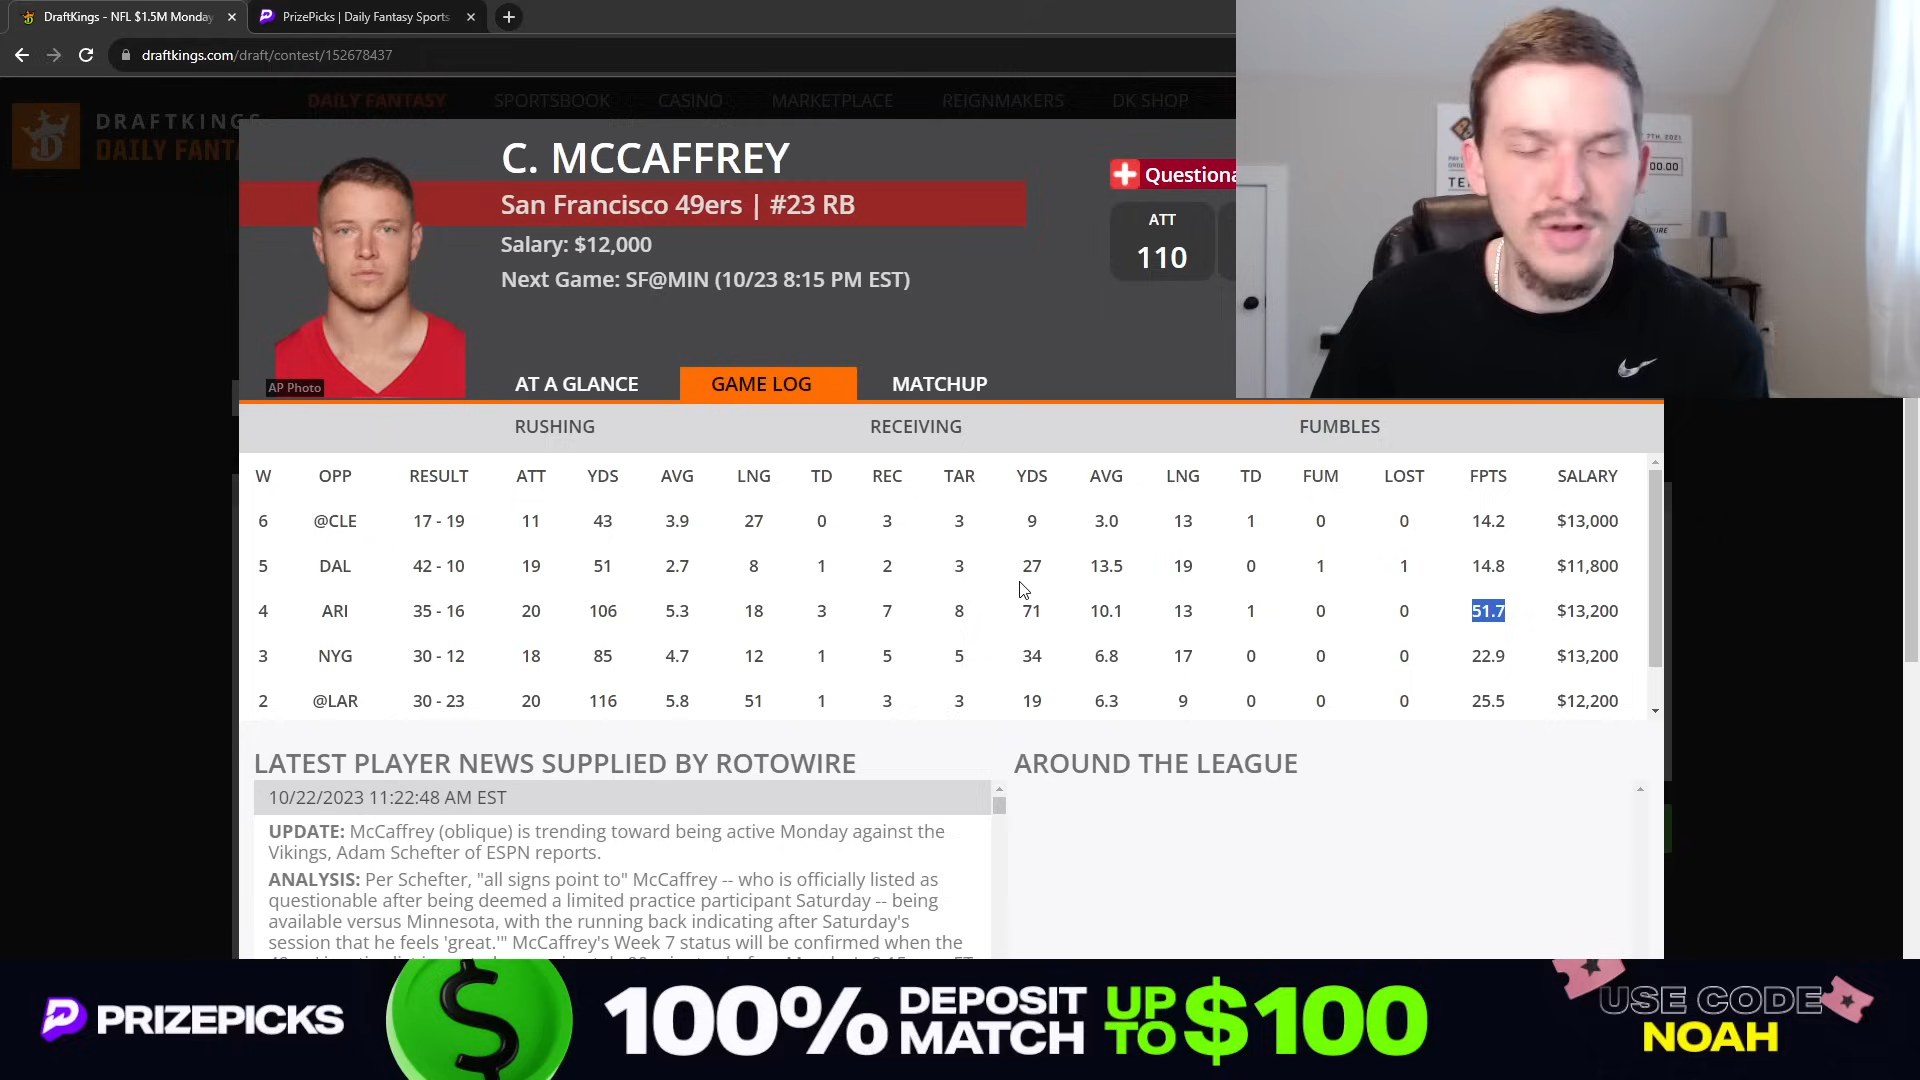 DraftKings - NFL $1.5M Monday
PrizePicks | Daily Fantasy Sports
draftkings.com/draft/contest/152678437
DAILY FANTASY SPORTSBOOK CASINO MARKETPLACE REIGNMAKERS DK SHOP
DRAFTKINGS
DAILY FANTA
C. MCCAFFREY
San Francisco 49ers | #23 RB
Salary: $12,000
Next Game: SF@MIN (10/23 8:15 PM EST)
Questiona
ATT
110
AP Photo
AT A GLANCE GAME LOG MATCHUP
RUSHING RECEIVING FUMBLES
W OPP RESULT ATT YDS AVG LNG TD REC TAR YDS AVG LNG TD FUM LOST FPTS SALARY
6 @CLE 17 - 19 11 43 3.9 27 0 3 3 9 3.0 13 1 0 0 14.2 $13,000
5 DAL 42 - 10 19 51 2.7 8 1 2 3 27 13.5 19 0 1 1 14.8 $11,800
4 ARI 35 - 16 20 106 5.3 18 3 7 8 71 10.1 13 1 0 0 51.7 $13,200
3 NYG 30 - 12 18 85 4.7 12 1 5 5 34 6.8 17 0 0 0 22.9 $13,200
2 @LAR 30 - 23 20 116 5.8 51 1 3 3 19 6.3 9 0 0 0 25.5 $12,200
LATEST PLAYER NEWS SUPPLIED BY ROTOWIRE
AROUND THE LEAGUE
10/22/2023 11:22:48 AM EST
UPDATE: McCaffrey (oblique) is trending toward being active Monday against the
Vikings, Adam Schefter of ESPN reports.
ANALYSIS: Per Schefter, "all signs point to" McCaffrey -- who is officially listed as
questionable after being deemed a limited practice participant Saturday -- being
available versus Minnesota, with the running back indicating after Saturday's
session that he feels 'great.'" McCaffrey's Week 7 status will be confirmed when the
PRIZEPICKS
100% DEPOSIT MATCH UP TO $100
USE CODE
NOAH